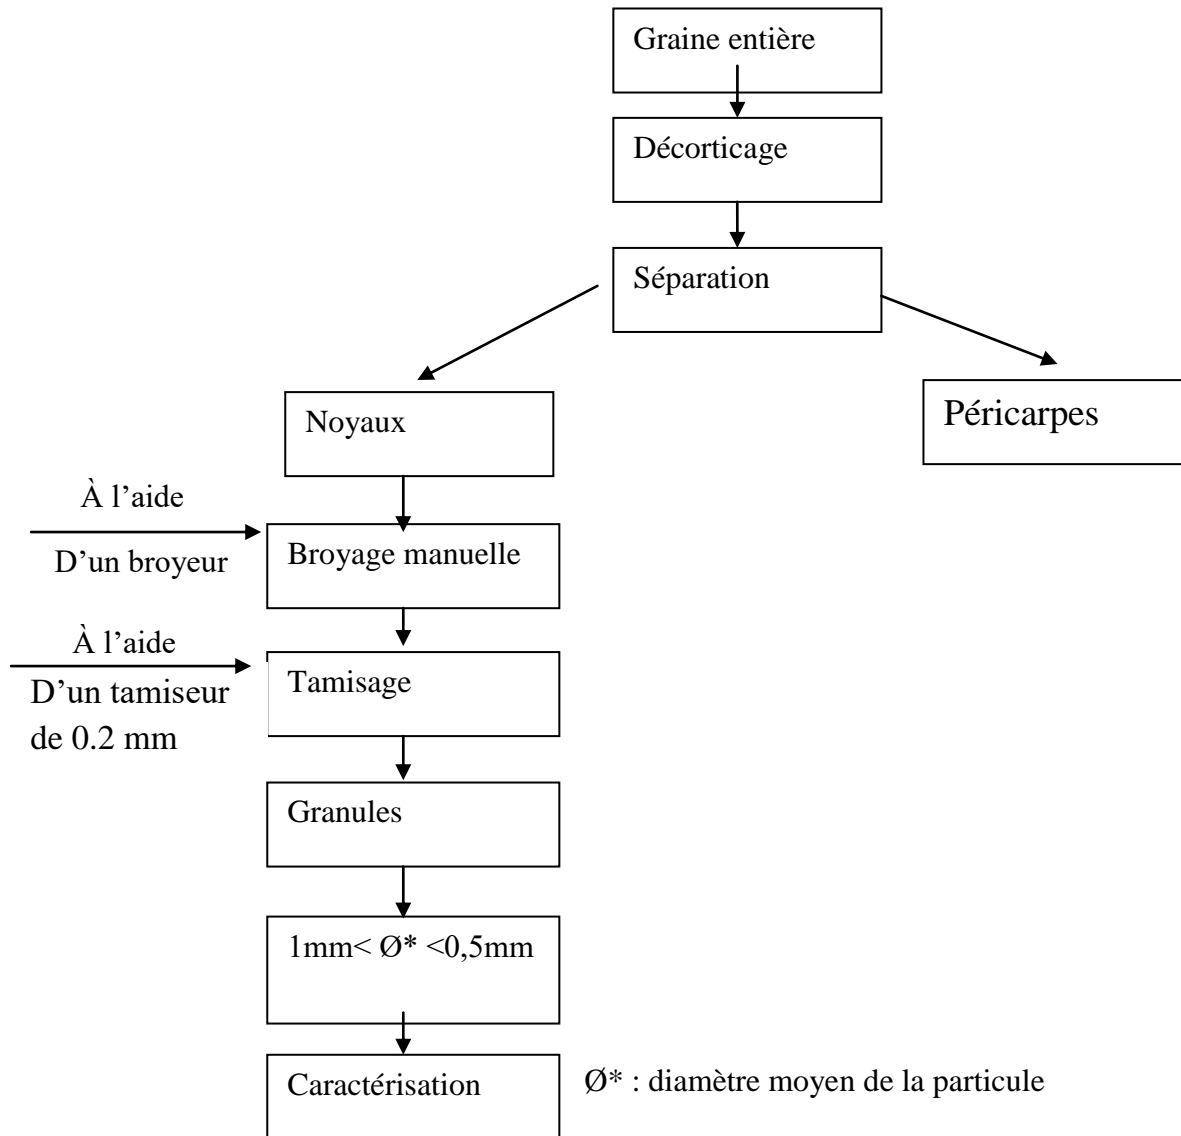 Graine entière
Décorticage
Séparation
Noyaux
Péricarpes
À l’aide
D’un broyeur
Broyage manuelle
À l’aide
D’un tamiseur
de 0.2 mm
Tamisage
Granules
1mm< Ø* <0,5mm
Caractérisation
Ø* : diamètre moyen de la particule